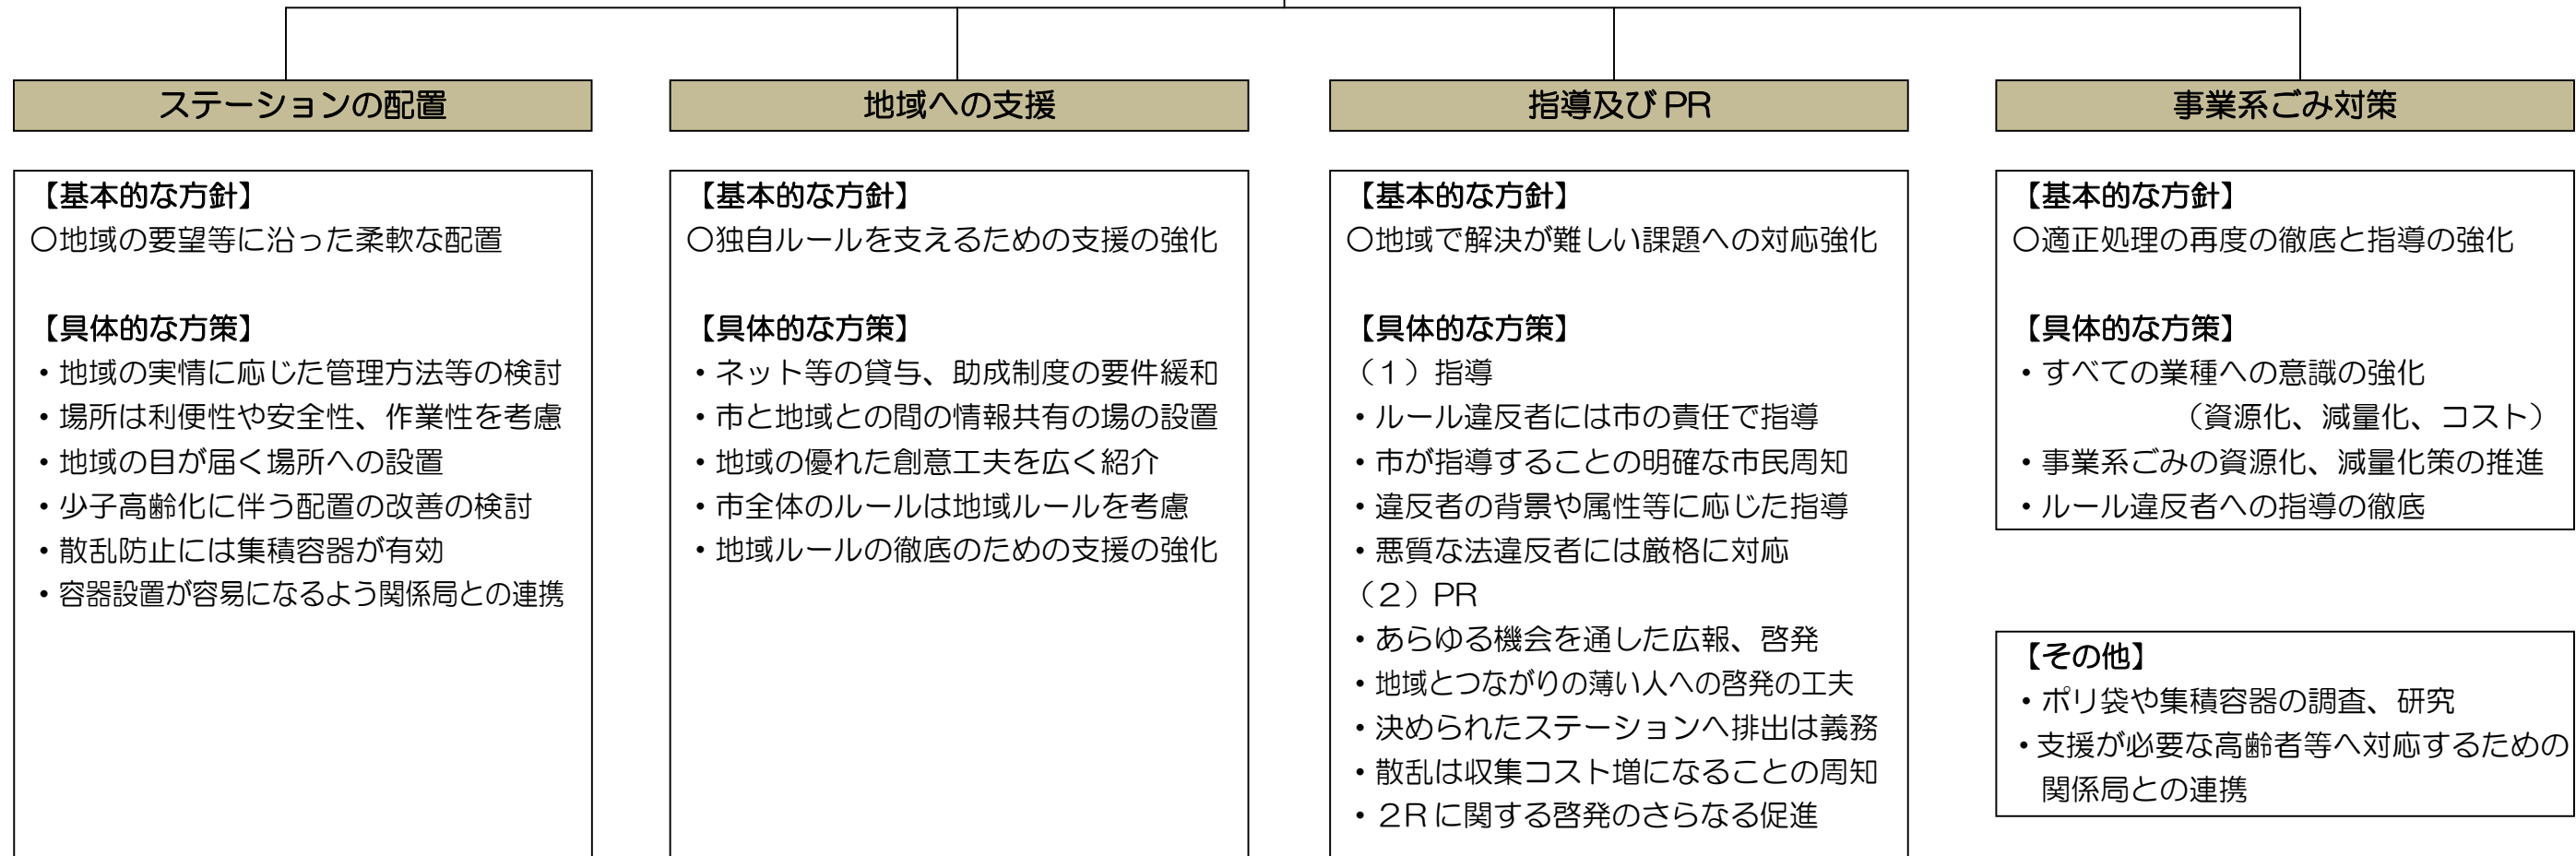 ステーションの配置
【基本的な方針】
〇地域の要望等に沿った柔軟な配置
【具体的な方策】
・地域の実情に応じた管理方法等の検討
・場所は利便性や安全性、作業性を考慮
・地域の目が届く場所への設置
・少子高齢化に伴う配置の改善の検討
・散乱防止には集積容器が有効
・容器設置が容易になるよう関係局との連携
地域への支援
【基本的な方針】
〇独自ルールを支えるための支援の強化
【具体的な方策】
・ネット等の貸与、助成制度の要件緩和
・市と地域との間の情報共有の場の設置
・地域の優れた創意工夫を広く紹介
・市全体のルールは地域ルールを考慮
・地域ルールの徹底のための支援の強化
指導及び PR
【基本的な方針】
〇地域で解決が難しい課題への対応強化
【具体的な方策】
（１）指導
・ルール違反者には市の責任で指導
・市が指導することの明確な市民周知
・違反者の背景や属性等に応じた指導
・悪質な法違反者には厳格に対応
（２）PR
・あらゆる機会を通した広報、啓発
・地域とつながりの薄い人への啓発の工夫
・決められたステーションへ排出は義務
・散乱は収集コスト増になることの周知
・２R に関する啓発のさらなる促進
事業系ごみ対策
【基本的な方針】
〇適正処理の再度の徹底と指導の強化
【具体的な方策】
・すべての業種への意識の強化
（資源化、減量化、コスト）
・事業系ごみの資源化、減量化策の推進
・ルール違反者への指導の徹底
【その他】
・ポリ袋や集積容器の調査、研究
・支援が必要な高齢者等へ対応するための
関係局との連携